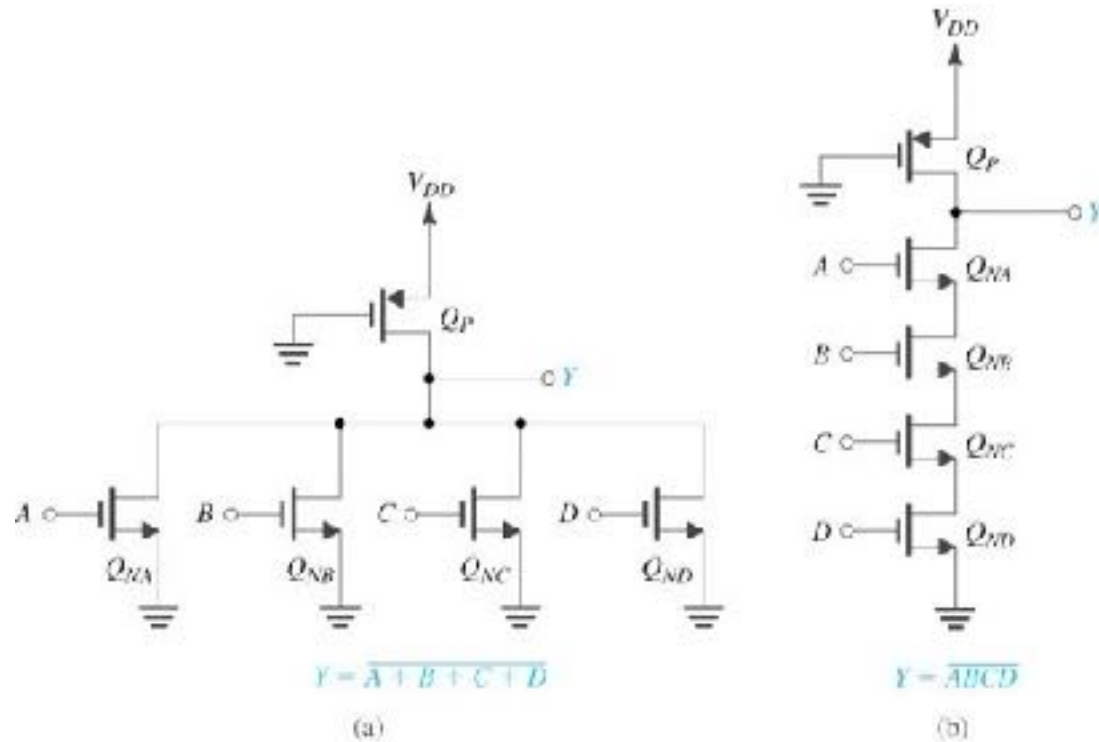 V_DD
Q_P
Y
A
Q_NA
B
Q_NB
C
Q_NC
D
Q_ND
Y = \overline{A + B + C + D}
(a)
V_DD
Q_P
Y
A
Q_NA
B
Q_NB
C
Q_NC
D
Q_ND
Y = \overline{ABCD}
(b)